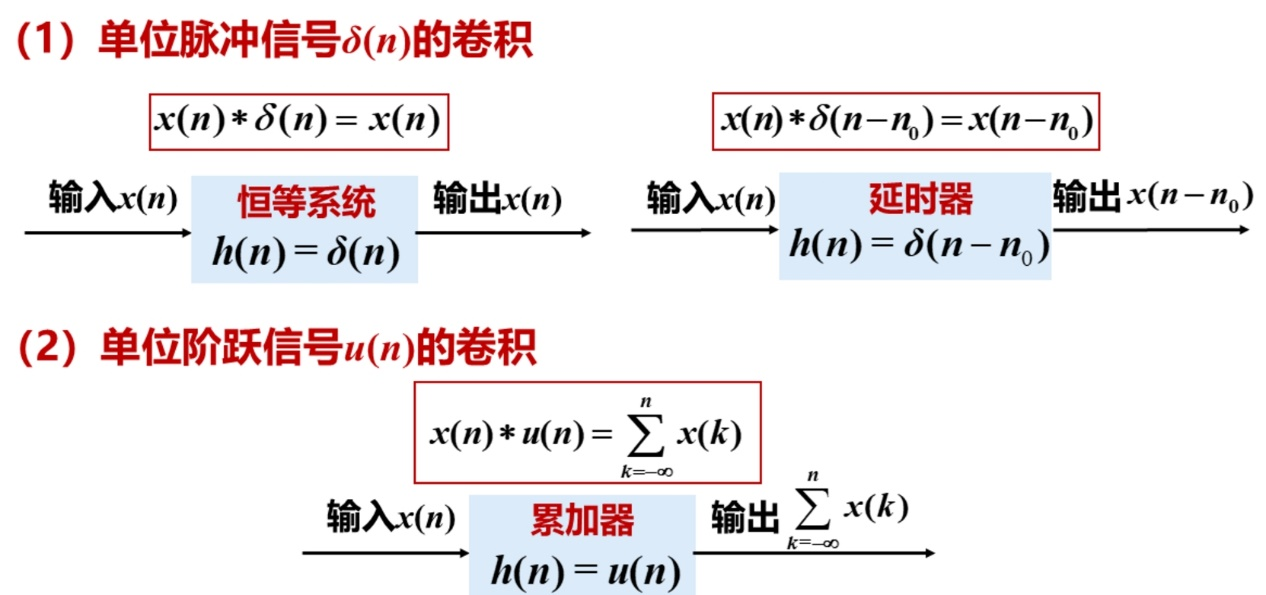 （1）单位脉冲信号δ(n)的卷积
x(n)*δ(n)= x(n)
x(n)*δ(n−n₀)=x(n−n₀)
输入x(n)
恒等系统
h(n)=δ(n)
输出x(n)
输入x(n)
延时器
h(n)=δ(n−n₀)
输出x(n−n₀)
（2）单位阶跃信号u(n)的卷积
x(n)*u(n)=∑_{k=−∞}^{n} x(k)
输入x(n)
累加器
h(n)=u(n)
输出∑_{k=−∞}^{n} x(k)